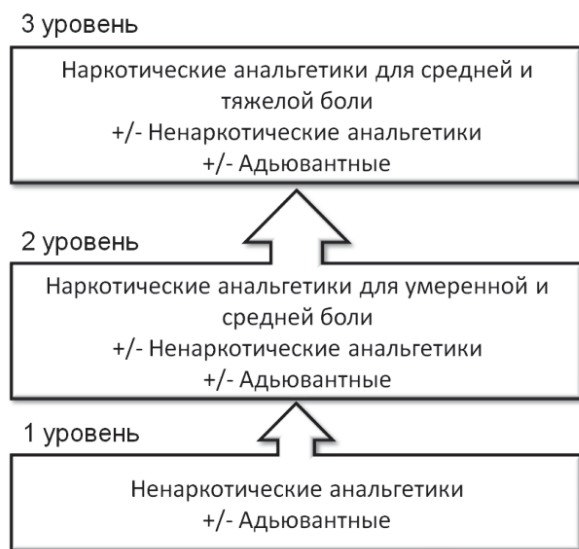 3 уровень
Наркотические анальгетики для средней и
тяжелой боли
+/- Ненаркотические анальгетики
+/- Адьювантные
2 уровень
Наркотические анальгетики для умеренной и
средней боли
+/- Ненаркотические анальгетики
+/- Адьювантные
1 уровень
Ненаркотические анальгетики
+/- Адьювантные